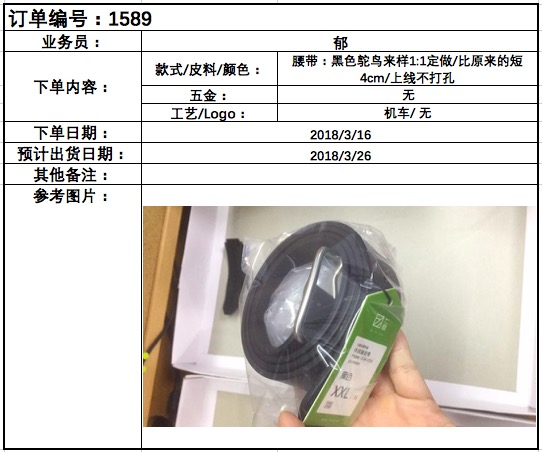 订单编号：1589
业务员： 郁
下单内容： 款式/皮料/颜色： 腰带：黑色鸵鸟来样1:1定做/比原来的短
4cm/上线不打孔
五金： 无
工艺/Logo： 机车/ 无
下单日期： 2018/3/16
预计出货日期： 2018/3/26
其他备注：
参考图片：
XXL